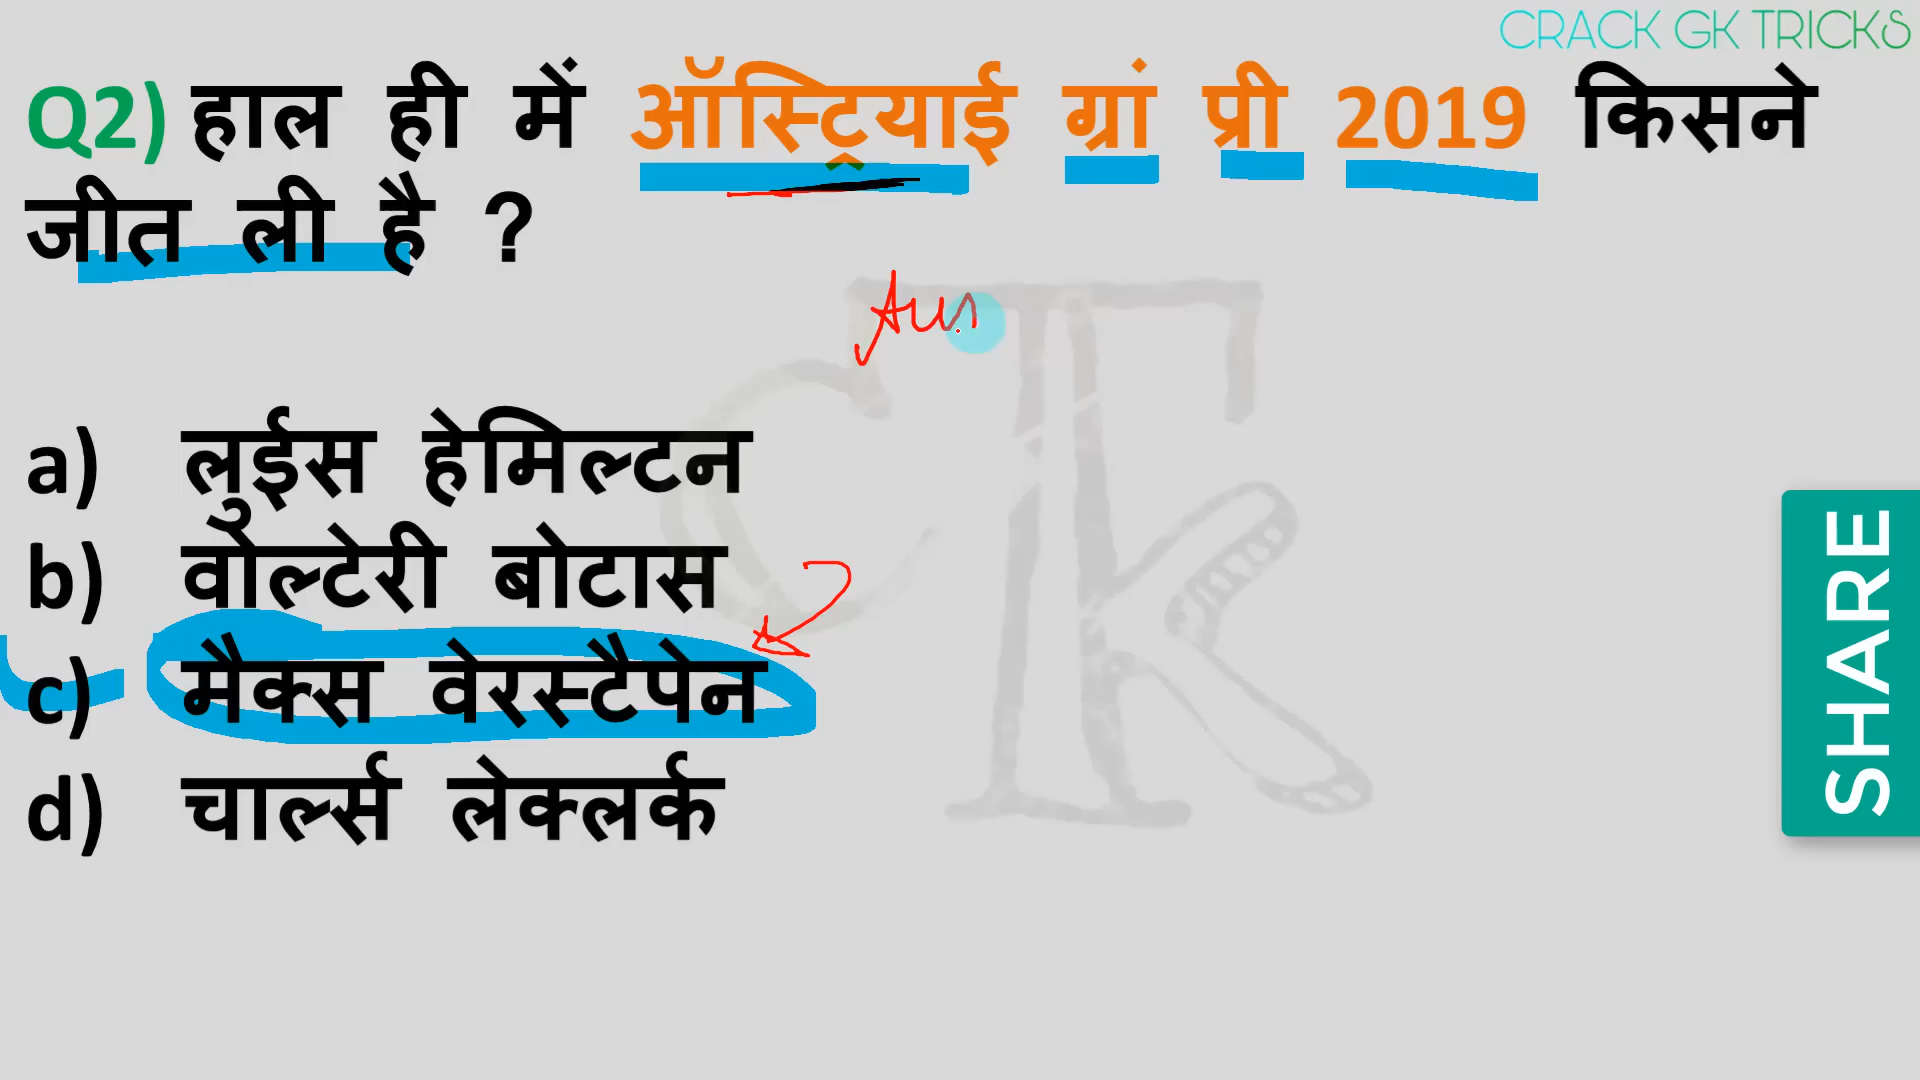 CRACK GK TRICKS
Q2) हाल ही में ऑस्ट्रियाई ग्रां प्री 2019 किसने
जीत ली है ?
Aus
a) लुईस हेमिल्टन
b) वोल्टेरी बोटास
c) मैक्स वेरस्टैपेन
d) चार्ल्स लेक्लर्क
SHARE